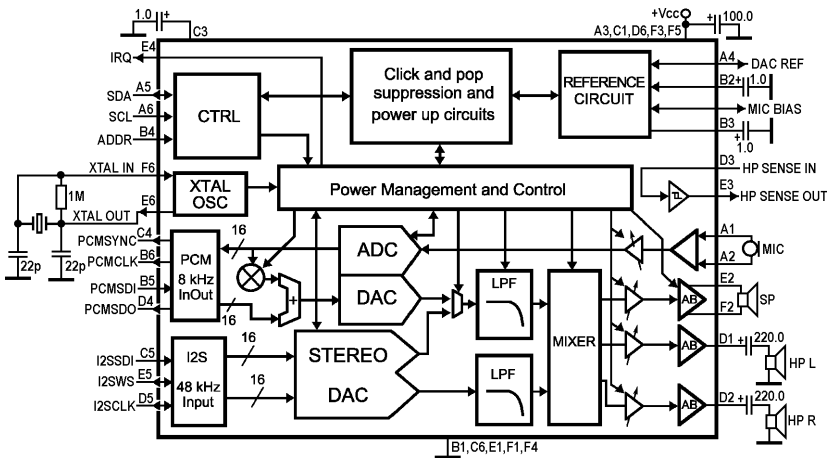 1.0
+
C3
+Vcc
A3, C1, D6, F3, F5
+
100.0
E4
IRQ
A5
SDA
A6
SCL
B4
ADDR
CTRL
Click and pop
suppression and
power up circuits
REFERENCE
CIRCUIT
A4
DAC REF
B2
+
1.0
MIC BIAS
B3
+
1.0
XTAL IN
F6
1M
E6
XTAL OUT
22p
22p
XTAL
OSC
Power Management and Control
D3
HP SENSE IN
E3
HP SENSE OUT
C4
PCMSYNC
B6
PCMCLK
B5
PCMSDI
D4
PCMSDO
PCM
8 kHz
InOut
16
16
+
ADC
DAC
LPF
MIXER
A1
A2
MIC
AB
E2
F2
SP
C5
I2SSDI
E5
I2SWS
D5
I2SCLK
I2S
48 kHz
Input
16
16
STEREO
DAC
LPF
AB
D1
+
220.0
HP L
AB
D2
+
220.0
HP R
B1, C6, E1, F1, F4